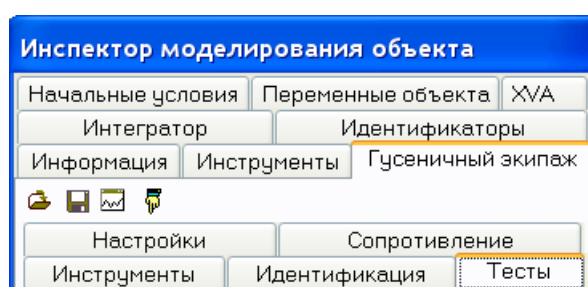 Инспектор моделирования объекта
Начальные условия Переменные объекта XVA
Интегратор Идентификаторы
Информация Инструменты Гусеничный экипаж
Настройки Сопротивление
Инструменты Идентификация Тесты